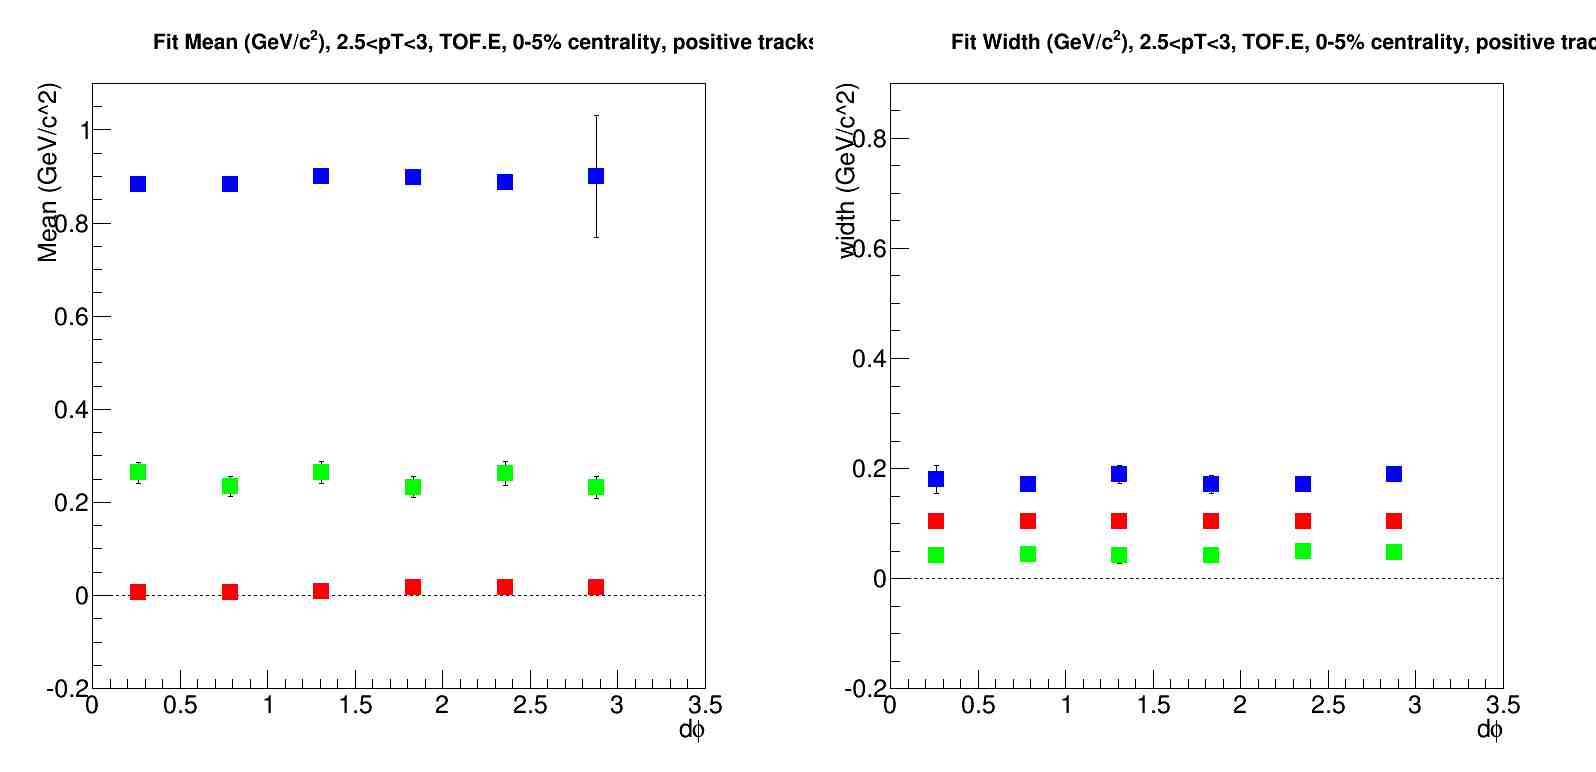 Fit Mean (GeV/c²), 2.5<pT<3, TOF.E, 0-5% centrality, positive tracks
Mean (GeV/c^2)
1
0.8
0.6
0.4
0.2
0
-0.2
0 0.5 1 1.5 2 2.5 3 3.5
dϕ
Fit Width (GeV/c²), 2.5<pT<3, TOF.E, 0-5% centrality, positive trac
width (GeV/c^2)
0.8
0.6
0.4
0.2
0
-0.2
0 0.5 1 1.5 2 2.5 3 3.5
dϕ